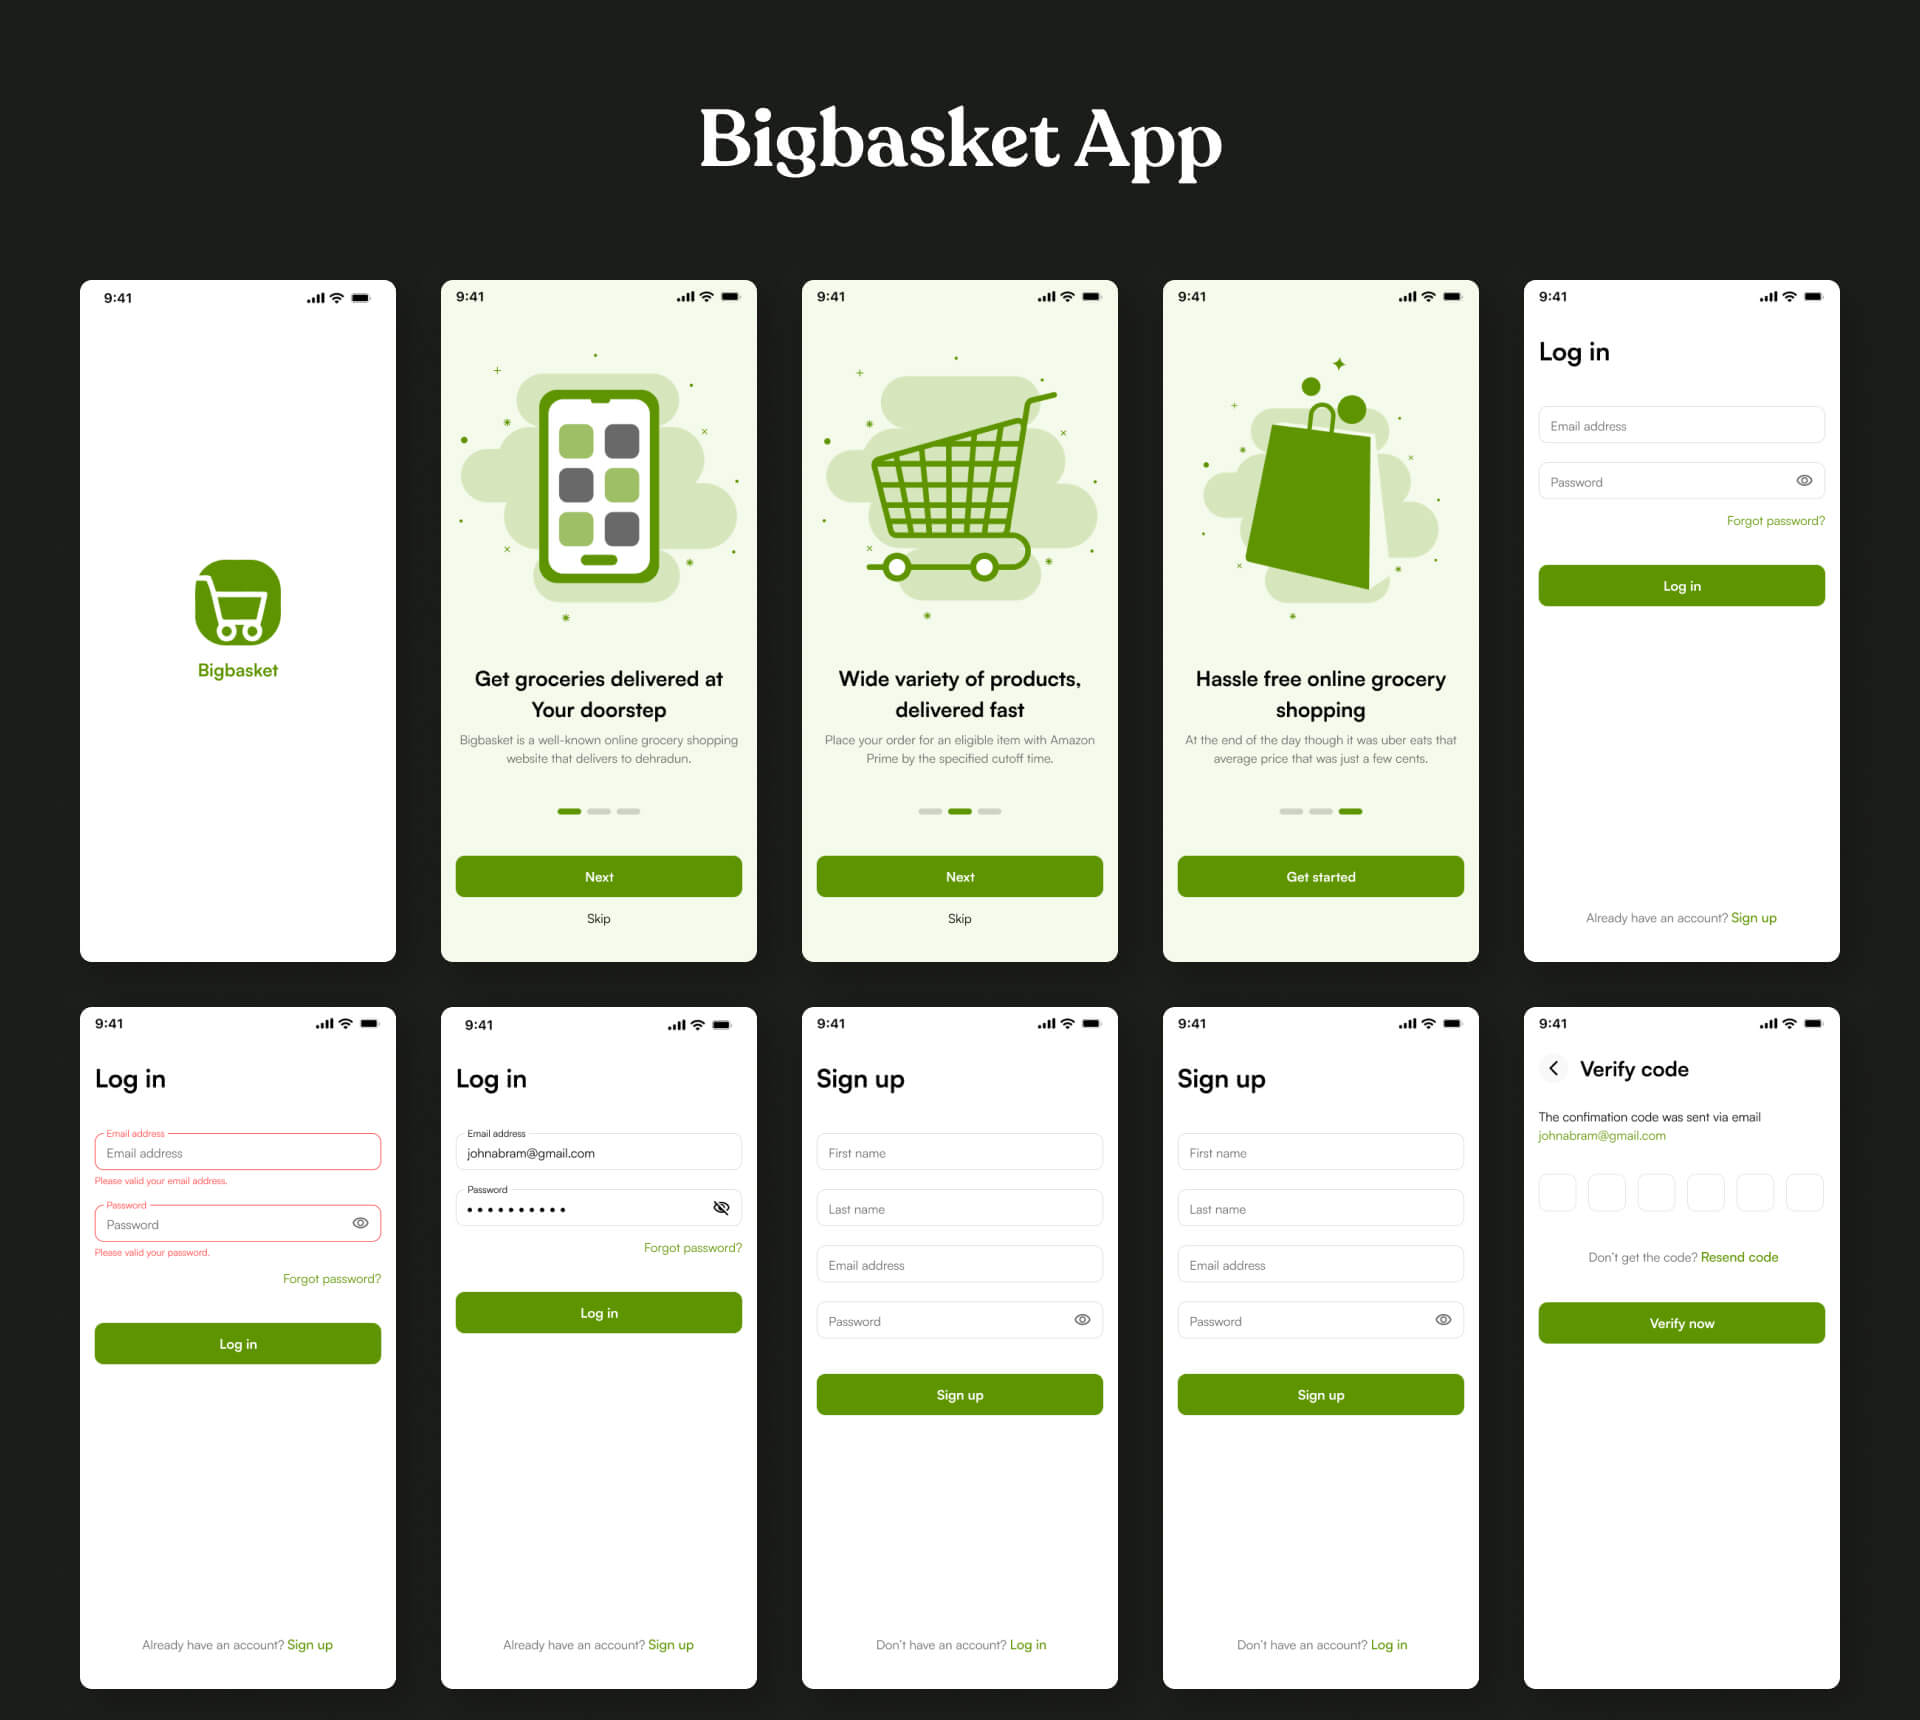 Bigbasket App
9:41
Bigbasket
9:41
Get groceries delivered at
Your doorstep
Bigbasket is a well-known online grocery shopping
website that delivers to dehradun.
Next
Skip
9:41
Wide variety of products,
delivered fast
Place your order for an eligible item with Amazon
Prime by the specified cutoff time.
Next
Skip
9:41
Hassle free online grocery
shopping
At the end of the day though it was uber eats that
average price that was just a few cents.
Get started
9:41
Log in
Email address
Password
Forgot password?
Log in
Already have an account? Sign up
9:41
Log in
Email address
Email address
Please valid your email address.
Password
Password
Please valid your password.
Forgot password?
Log in
Already have an account? Sign up
9:41
Log in
Email address
johnabram@gmail.com
Password
Forgot password?
Log in
Already have an account? Sign up
9:41
Sign up
First name
Last name
Email address
Password
Sign up
Don't have an account? Log in
9:41
Sign up
First name
Last name
Email address
Password
Sign up
Don't have an account? Log in
9:41
Verify code
The confimation code was sent via email
johnabram@gmail.com
Don't get the code? Resend code
Verify now